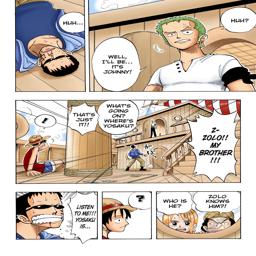 HUH?
YOSAKU...
WELL,
I'LL BE...
IT'S
JOHNNY!
HUH?
!
THAT'S
JUST
IT!!
WHAT'S
GOING
ON?
WHERE'S
YOSAKU?
Z-
ZOLO!!
MY
BROTHER
!!!
LISTEN
TO ME!!!
YOSAKU
IS...
?
WHO IS
HE?
ZOLO
KNOWS
HIM?!